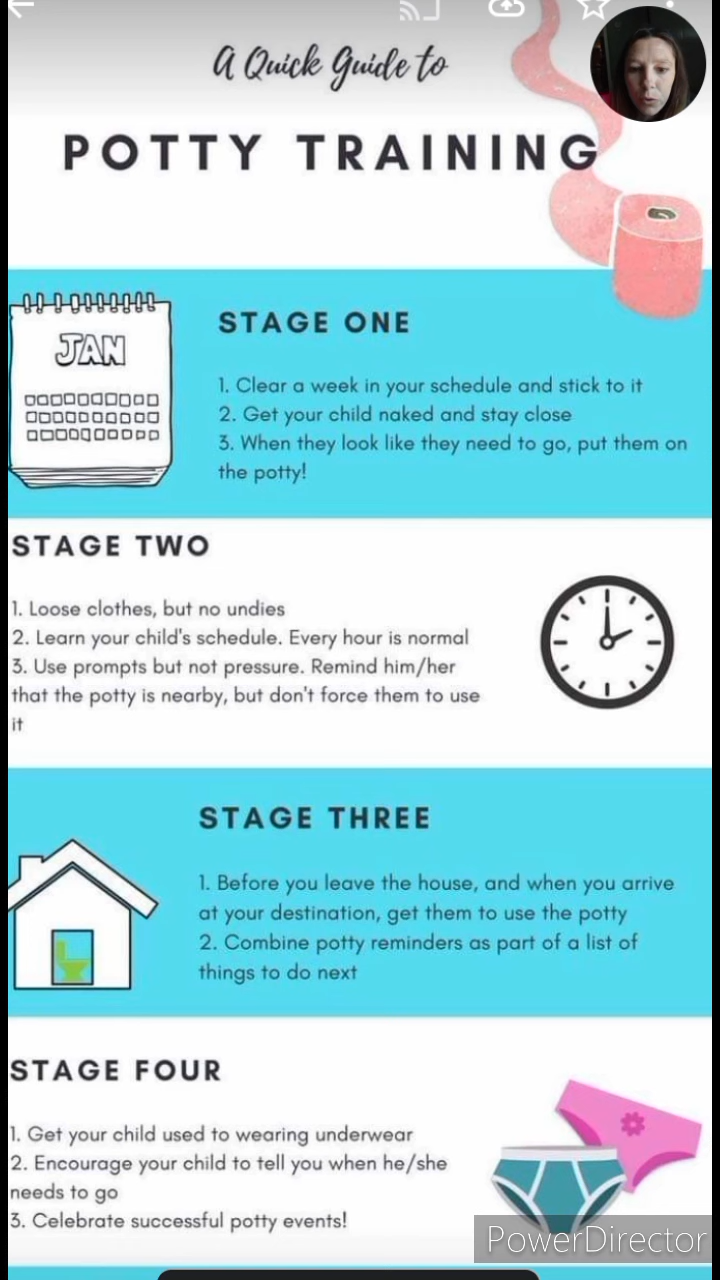 A Quick Guide to
POTTY TRAINING
JAN
STAGE ONE
1. Clear a week in your schedule and stick to it
2. Get your child naked and stay close
3. When they look like they need to go, put them on
the potty!
STAGE TWO
1. Loose clothes, but no undies
2. Learn your child's schedule. Every hour is normal
3. Use prompts but not pressure. Remind him/her
that the potty is nearby, but don't force them to use
it
STAGE THREE
1. Before you leave the house, and when you arrive
at your destination, get them to use the potty
2. Combine potty reminders as part of a list of
things to do next
STAGE FOUR
1. Get your child used to wearing underwear
2. Encourage your child to tell you when he/she
needs to go
3. Celebrate successful potty events!
PowerDirector